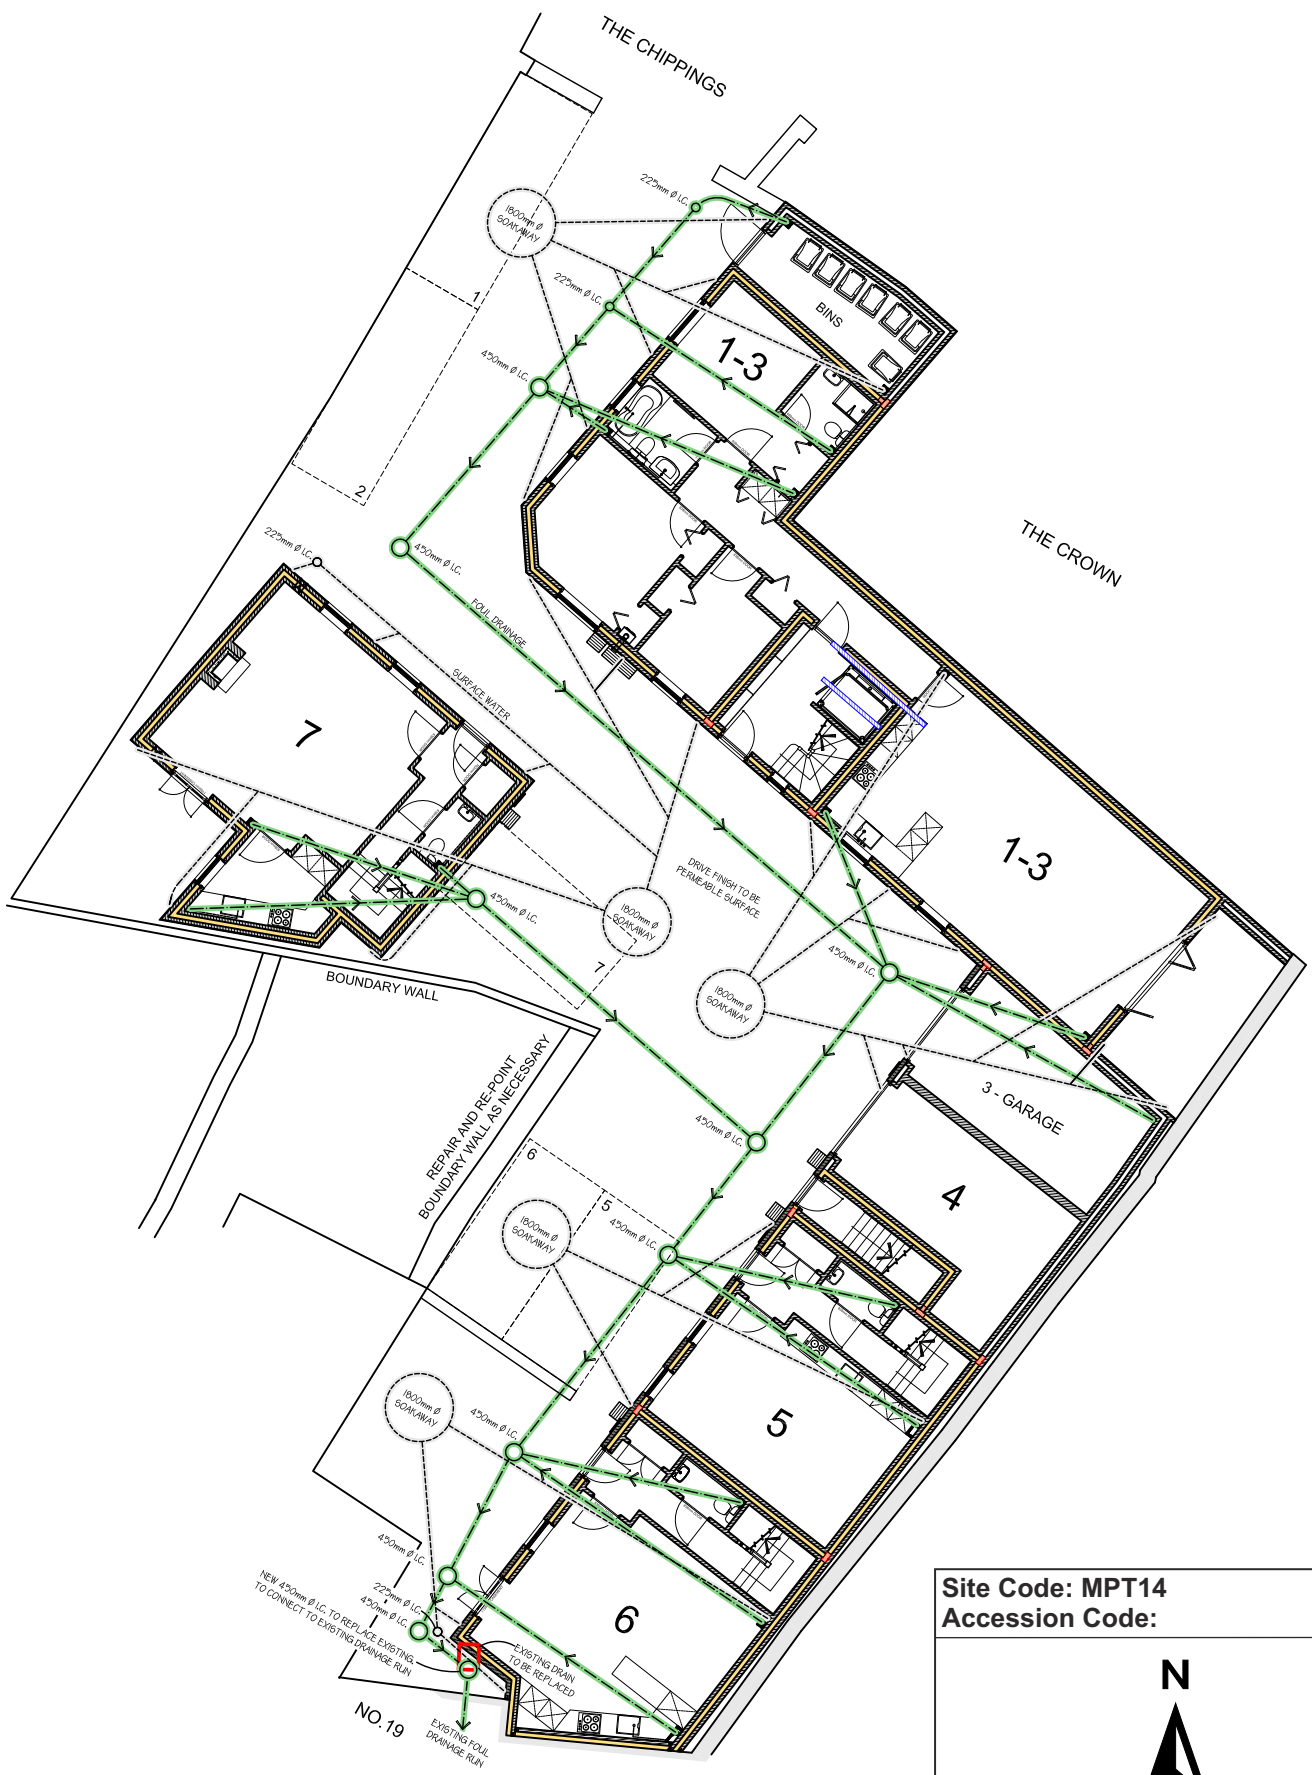 THE CHIPPINGS
225mm Ø I.C.
1800mm Ø
SOAKAWAY
225mm Ø I.C.
BINS
1
1-3
450mm Ø I.C.
2
THE CROWN
225mm Ø I.C.
450mm Ø I.C.
FOUL DRAINAGE
SURFACE WATER
7
DRIVE FINISH TO BE
PERMEABLE SURFACE
1-3
450mm Ø I.C.
1800mm Ø
SOAKAWAY
7
450mm Ø I.C.
1800mm Ø
SOAKAWAY
BOUNDARY WALL
REPAIR AND RE-POINT
BOUNDARY WALL AS NECESSARY
3 - GARAGE
450mm Ø I.C.
6
5
4
1800mm Ø
SOAKAWAY
450mm Ø I.C.
1800mm Ø
SOAKAWAY
450mm Ø I.C.
5
450mm Ø I.C.
225mm Ø I.C.
450mm Ø I.C.
NEW 450mm Ø I.C. TO REPLACE EXISTING
TO CONNECT TO EXISTING DRAINAGE RUN
6
EXISTING DRAIN
TO BE REPLACED
NO.19
EXISTING FOUL
DRAINAGE RUN
Site Code: MPT14
Accession Code:
N